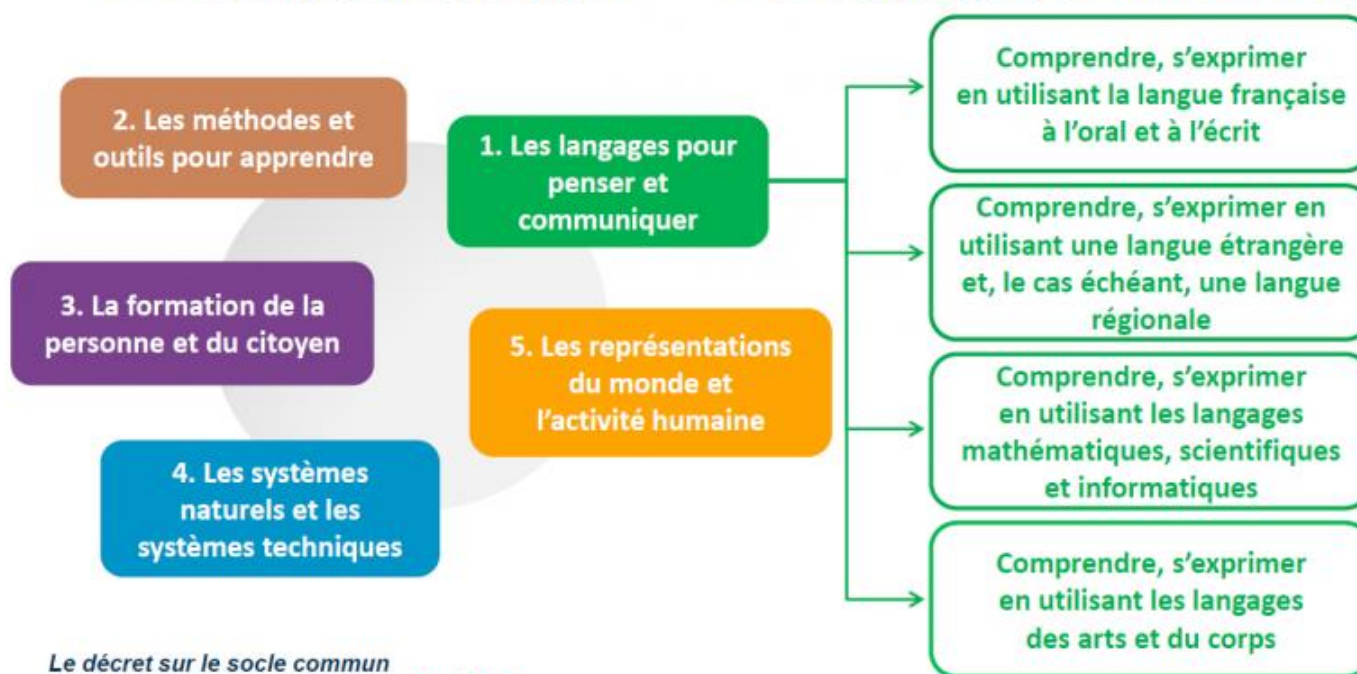 2. Les méthodes et
outils pour apprendre
1. Les langages pour
penser et
communiquer
3. La formation de la
personne et du citoyen
5. Les représentations
du monde et
l'activité humaine
4. Les systèmes
naturels et les
systèmes techniques
Comprendre, s'exprimer
en utilisant la langue française
à l'oral et à l'écrit
Comprendre, s'exprimer en
utilisant une langue étrangère
et, le cas échéant, une langue
régionale
Comprendre, s'exprimer
en utilisant les langages
mathématiques, scientifiques
et informatiques
Comprendre, s'exprimer
en utilisant les langages
des arts et du corps
Le décret sur le socle commun